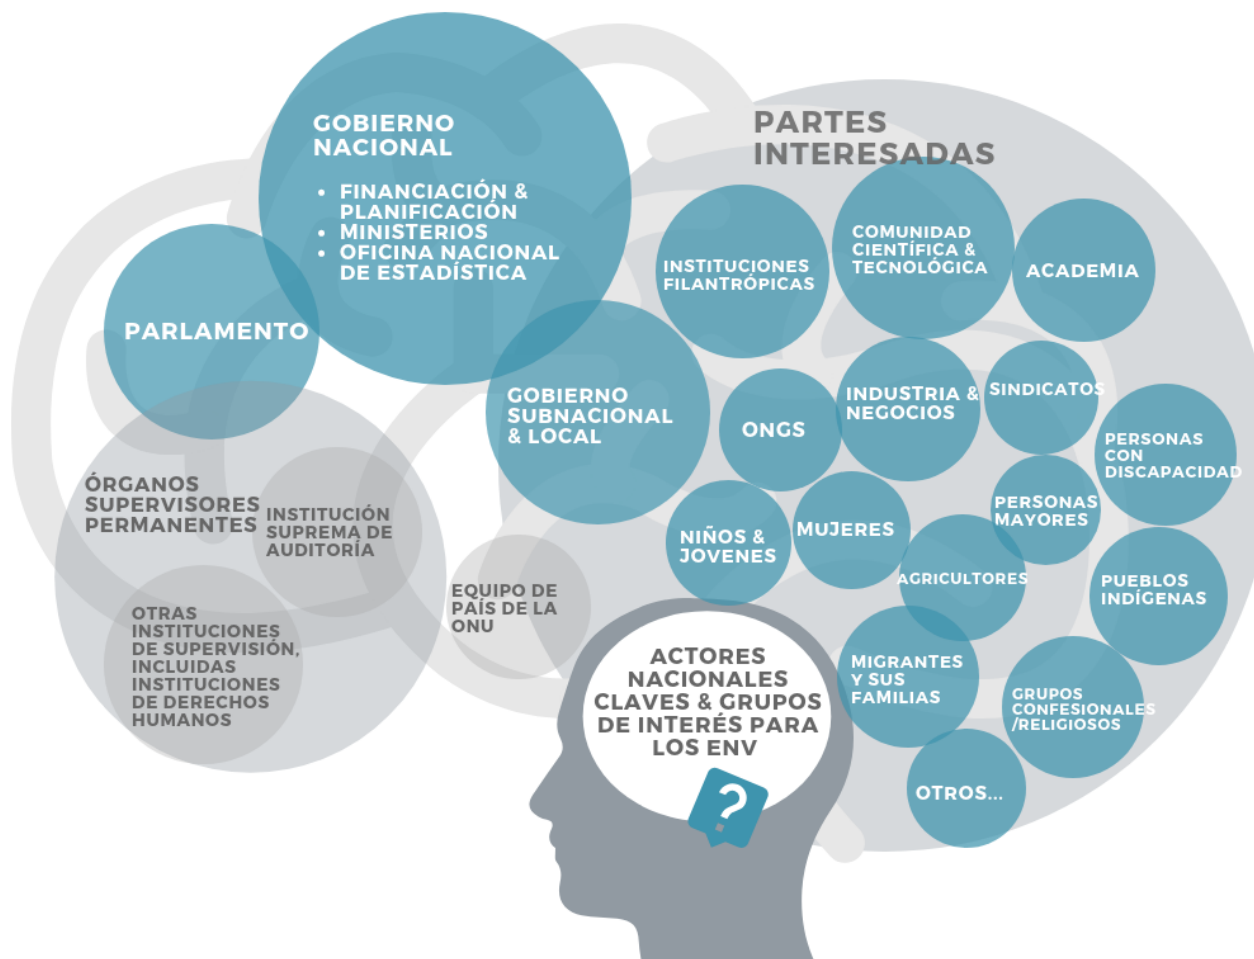 GOBIERNO
NACIONAL
• FINANCIACIÓN &
PLANIFICACIÓN
• MINISTERIOS
• OFICINA NACIONAL
DE ESTADÍSTICA
PARLAMENTO
GOBIERNO
SUBNACIONAL
& LOCAL
ÓRGANOS
SUPERVISORES
PERMANENTES
INSTITUCIÓN
SUPREMA DE
AUDITORÍA
OTRAS
INSTITUCIONES
DE SUPERVISIÓN,
INCLUIDAS
INSTITUCIONES
DE DERECHOS
HUMANOS
EQUIPO DE
PAÍS DE LA
ONU
PARTES
INTERESADAS
INSTITUCIONES
FILANTRÓPICAS
COMUNIDAD
CIENTÍFICA &
TECNOLÓGICA
ACADEMIA
ONGS
INDUSTRIA &
NEGOCIOS
SINDICATOS
PERSONAS
CON
DISCAPACIDAD
NIÑOS &
JOVENES
MUJERES
PERSONAS
MAYORES
AGRICULTORES
PUEBLOS
INDÍGENAS
MIGRANTES
Y SUS
FAMILIAS
GRUPOS
CONFESIONALES
/RELIGIOSOS
OTROS...
ACTORES
NACIONALES
CLAVES & GRUPOS
DE INTERÉS PARA
LOS ENV
?